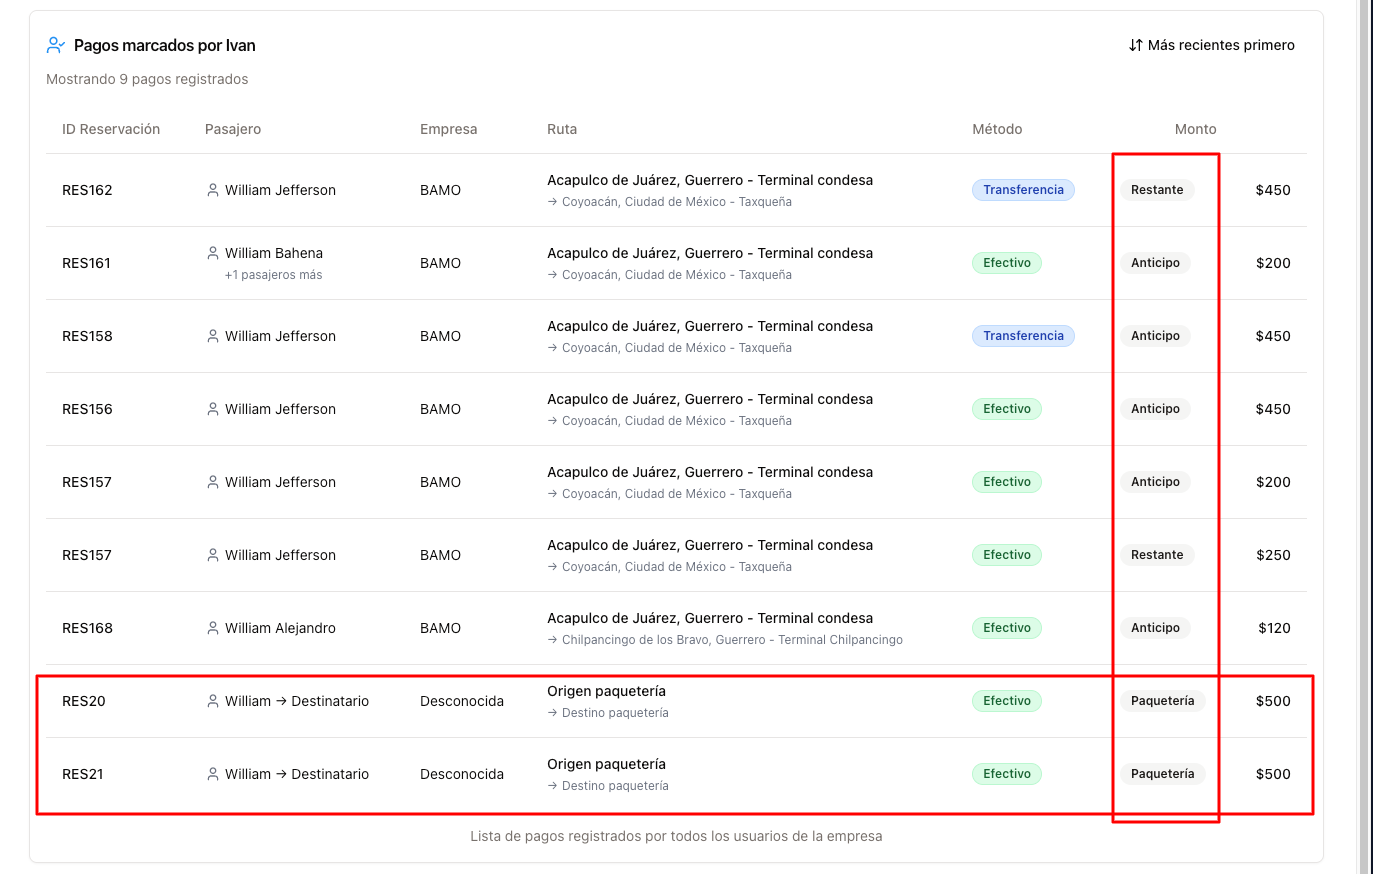 Pagos marcados por Ivan
Más recientes primero
Mostrando 9 pagos registrados
ID Reservación Pasajero Empresa Ruta Método Monto
RES162 William Jefferson BAMO Acapulco de Juárez, Guerrero - Terminal condesa Transferencia Restante $450
→ Coyoacán, Ciudad de México - Taxqueña
RES161 William Bahena BAMO Acapulco de Juárez, Guerrero - Terminal condesa Efectivo Anticipo $200
+1 pasajeros más → Coyoacán, Ciudad de México - Taxqueña
RES158 William Jefferson BAMO Acapulco de Juárez, Guerrero - Terminal condesa Transferencia Anticipo $450
→ Coyoacán, Ciudad de México - Taxqueña
RES156 William Jefferson BAMO Acapulco de Juárez, Guerrero - Terminal condesa Efectivo Anticipo $450
→ Coyoacán, Ciudad de México - Taxqueña
RES157 William Jefferson BAMO Acapulco de Juárez, Guerrero - Terminal condesa Efectivo Anticipo $200
→ Coyoacán, Ciudad de México - Taxqueña
RES157 William Jefferson BAMO Acapulco de Juárez, Guerrero - Terminal condesa Efectivo Restante $250
→ Coyoacán, Ciudad de México - Taxqueña
RES168 William Alejandro BAMO Acapulco de Juárez, Guerrero - Terminal condesa Efectivo Anticipo $120
→ Chilpancingo de los Bravo, Guerrero - Terminal Chilpancingo
RES20 William → Destinatario Desconocida Origen paquetería Efectivo Paquetería $500
→ Destino paquetería
RES21 William → Destinatario Desconocida Origen paquetería Efectivo Paquetería $500
→ Destino paquetería
Lista de pagos registrados por todos los usuarios de la empresa